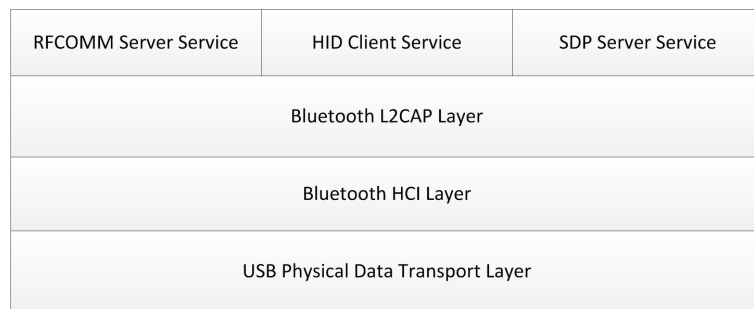 RFCOMM Server Service
HID Client Service
SDP Server Service
Bluetooth L2CAP Layer
Bluetooth HCI Layer
USB Physical Data Transport Layer